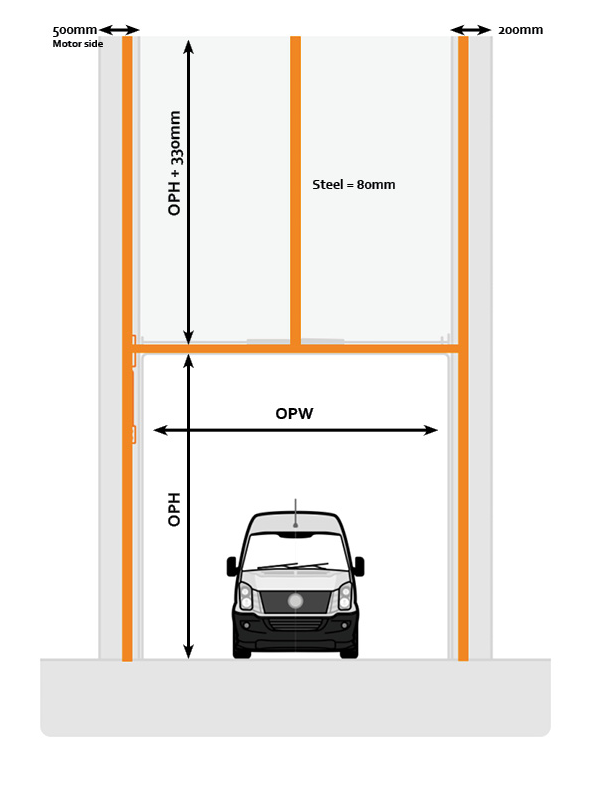 500mm
Motor side
200mm
OPH + 330mm
Steel = 80mm
OPW
OPH